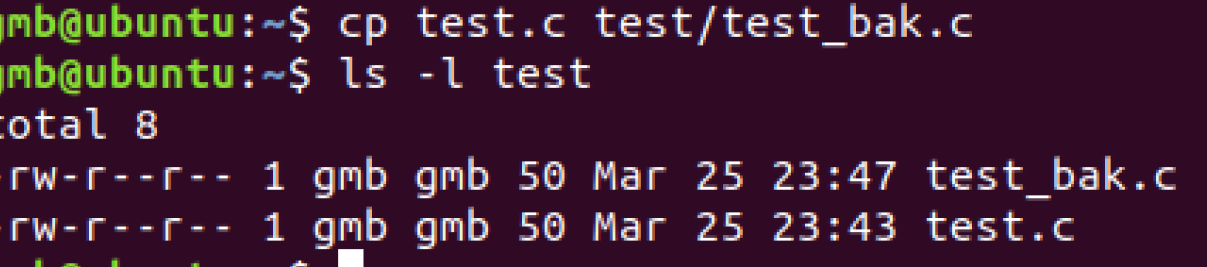 gmb@ubuntu:~$ cp test.c test/test_bak.c
gmb@ubuntu:~$ ls -l test
total 8
-rw-r--r-- 1 gmb gmb 50 Mar 25 23:47 test_bak.c
-rw-r--r-- 1 gmb gmb 50 Mar 25 23:43 test.c